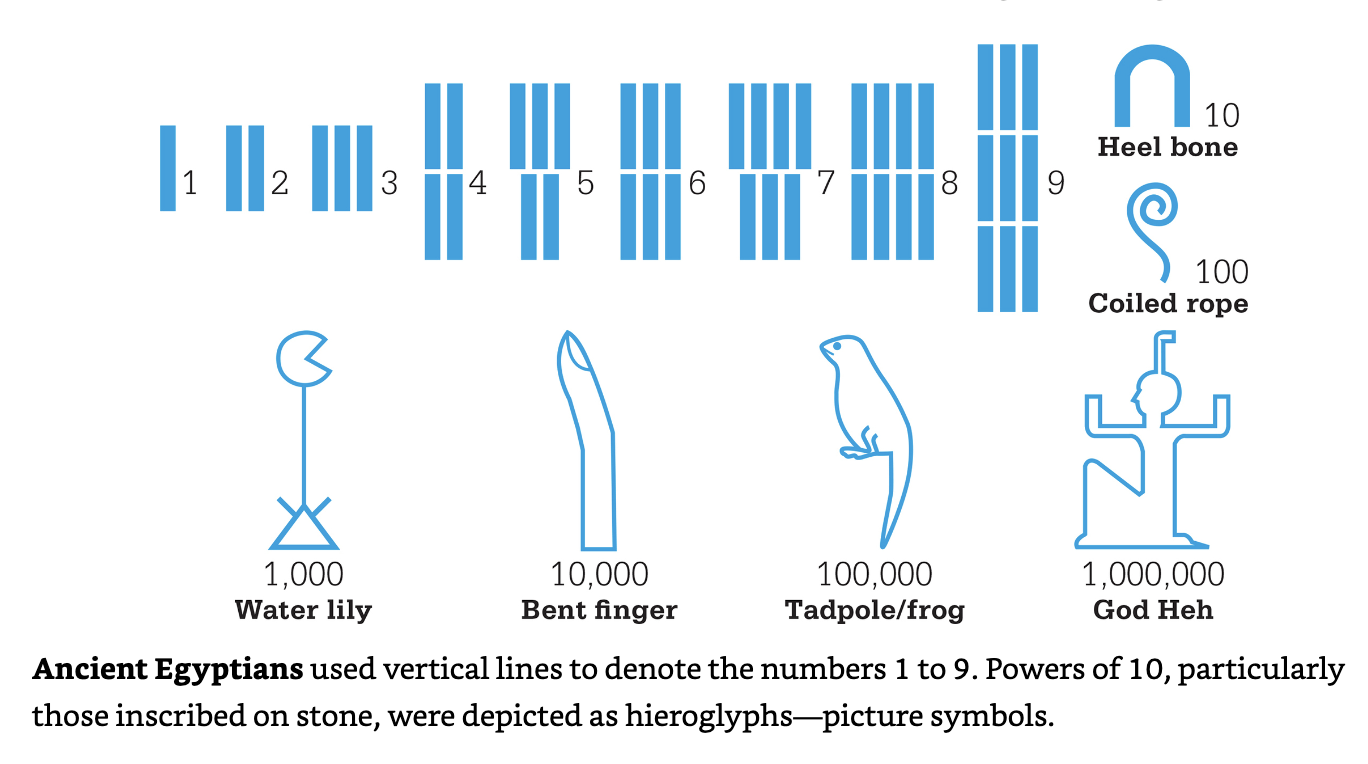 1 2 3 4 5 6 7 8 9
10
Heel bone
100
Coiled rope
1,000
Water lily
10,000
Bent finger
100,000
Tadpole/frog
1,000,000
God Heh
Ancient Egyptians used vertical lines to denote the numbers 1 to 9. Powers of 10, particularly
those inscribed on stone, were depicted as hieroglyphs—picture symbols.